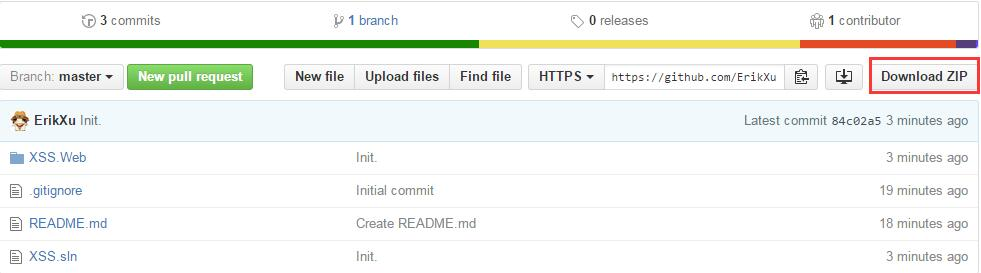 3 commits 1 branch 0 releases 1 contributor
Branch: master New pull request New file Upload files Find file HTTPS https://github.com/ErikXu Download ZIP
ErikXu Init. Latest commit 84c02a5 3 minutes ago
XSS.Web Init. 3 minutes ago
.gitignore Initial commit 19 minutes ago
README.md Create README.md 18 minutes ago
XSS.sln Init. 3 minutes ago